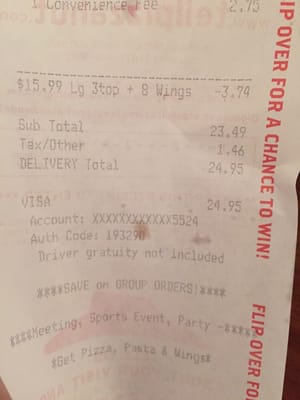 1 Convenience Fee 2.75
$15.99 Lg 3top + 8 Wings -3.79
Sub Total 23.49
Tax/Other 1.46
DELIVERY Total 24.95
VISA 24.95
Account: XXXXXXXXXXXX5524
Auth Code: 193290
Driver gratuity not included
****SAVE on GROUP ORDERS!****
****Meeting, Sports Event, Party -****
*Get Pizza, Pasta & Wings*
FLIP OVER FOR A CHANCE TO WIN!
FLIP OVER FO